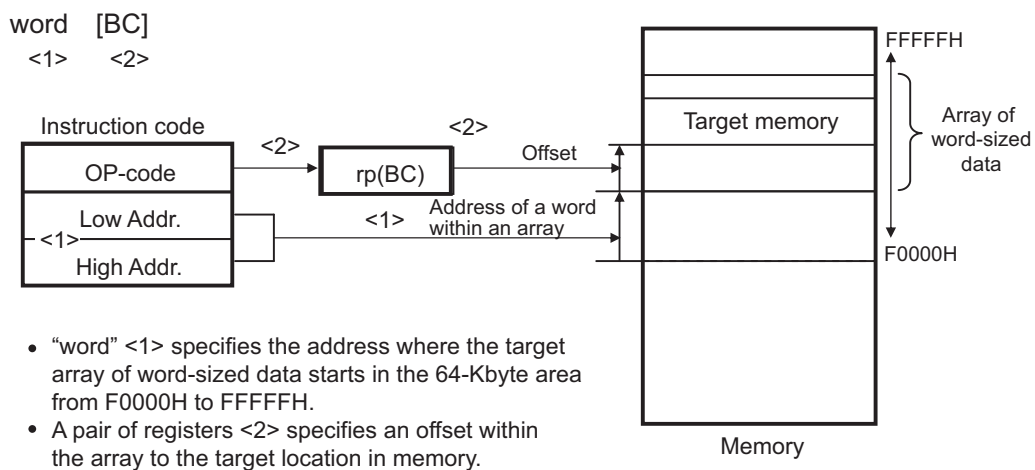 word [BC]
<1> <2>
Instruction code
OP-code
Low Addr.
<1>
High Addr.
<2>
rp(BC)
<2>
Offset
<1>
Address of a word
within an array
Target memory
FFFFFH
Array of
word-sized
data
F0000H
Memory
• “word” <1> specifies the address where the target
array of word-sized data starts in the 64-Kbyte area
from F0000H to FFFFFH.
• A pair of registers <2> specifies an offset within
the array to the target location in memory.